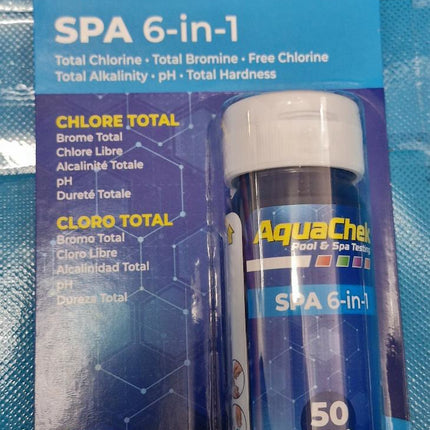 SPA 6-in-1
Total Chlorine • Total Bromine • Free Chlorine
Total Alkalinity • pH • Total Hardness
CHLORE TOTAL
Brome Total
Chlore Libre
Alcalinité Totale
pH
Dureté Totale
CLORO TOTAL
Bromo Total
Cloro Libre
Alcalinidad Total
pH
Dureza Total
AquaChek
Pool & Spa Testing
SPA 6-in-1
50